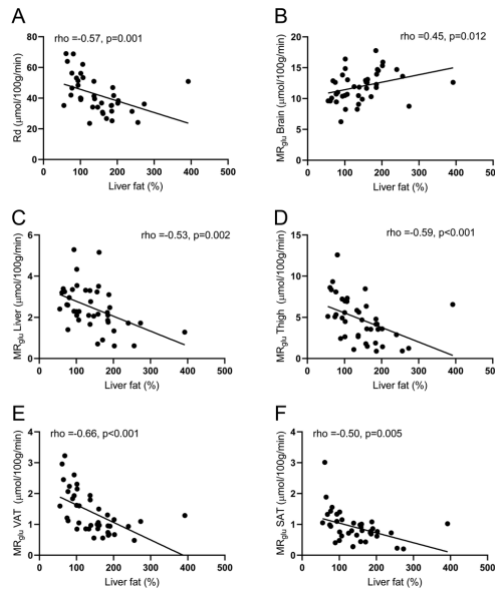 A
rho =-0.57, p=0.001
Rd (μmol/100g/min)
80
60
40
20
0
0 100 200 300 400 500
Liver fat (%)
B
rho =0.45, p=0.012
MRglu Brain (μmol/100g/min)
20
15
10
5
0
0 100 200 300 400 500
Liver fat (%)
C
rho =-0.53, p=0.002
MRglu Liver (μmol/100g/min)
6
4
2
0
0 100 200 300 400 500
Liver fat (%)
D
rho =-0.59, p<0.001
MRglu Thigh (μmol/100g/min)
15
10
5
0
0 100 200 300 400 500
Liver fat (%)
E
rho =-0.66, p<0.001
MRglu VAT (μmol/100g/min)
4
3
2
1
0
0 100 200 300 400 500
Liver fat (%)
F
rho =-0.50, p=0.005
MRglu SAT (μmol/100g/min)
4
3
2
1
0
0 100 200 300 400 500
Liver fat (%)